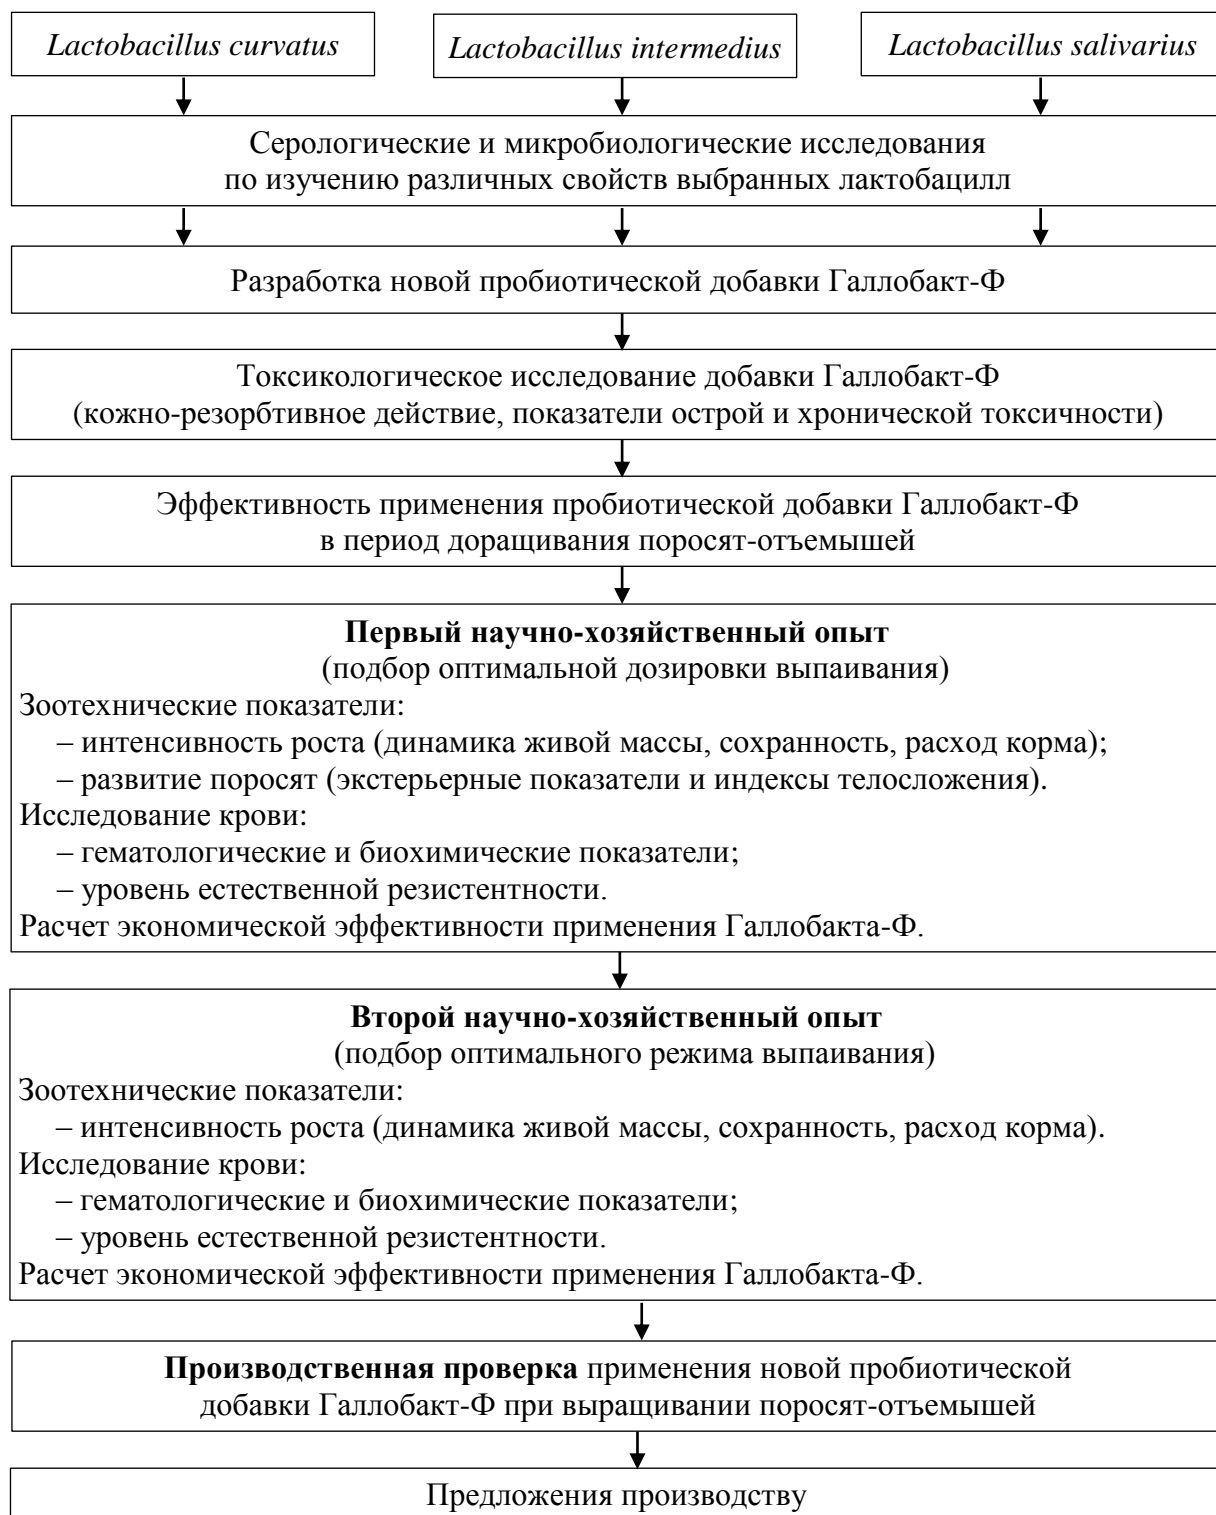 Lactobacillus curvatus
Lactobacillus intermedius
Lactobacillus salivarius
Серологические и микробиологические исследования
по изучению различных свойств выбранных лактобацилл
Разработка новой пробиотической добавки Галлобакт-Ф
Токсикологическое исследование добавки Галлобакт-Ф
(кожно-резорбтивное действие, показатели острой и хронической токсичности)
Эффективность применения пробиотической добавки Галлобакт-Ф
в период доращивания поросят-отъемышей
Первый научно-хозяйственный опыт
(подбор оптимальной дозировки выпаивания)
Зоотехнические показатели:
– интенсивность роста (динамика живой массы, сохранность, расход корма);
– развитие поросят (экстерьерные показатели и индексы телосложения).
Исследование крови:
– гематологические и биохимические показатели;
– уровень естественной резистентности.
Расчет экономической эффективности применения Галлобакта-Ф.
Второй научно-хозяйственный опыт
(подбор оптимального режима выпаивания)
Зоотехнические показатели:
– интенсивность роста (динамика живой массы, сохранность, расход корма).
Исследование крови:
– гематологические и биохимические показатели;
– уровень естественной резистентности.
Расчет экономической эффективности применения Галлобакта-Ф.
Производственная проверка применения новой пробиотической
добавки Галлобакт-Ф при выращивании поросят-отъемышей
Предложения производству